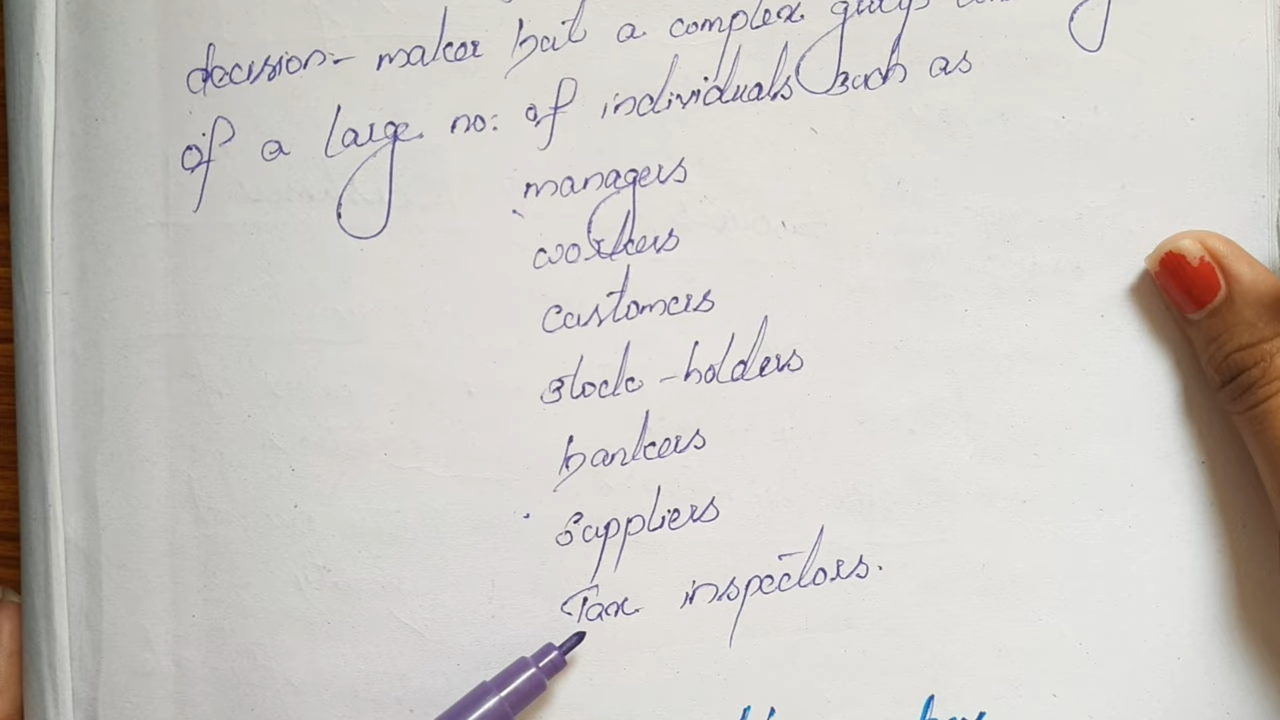 decision:- maker but a complex group
of a large no: of individuals such as
managers
workers
customers
stock-holders
bankers
Suppliers
Tax inspectors.